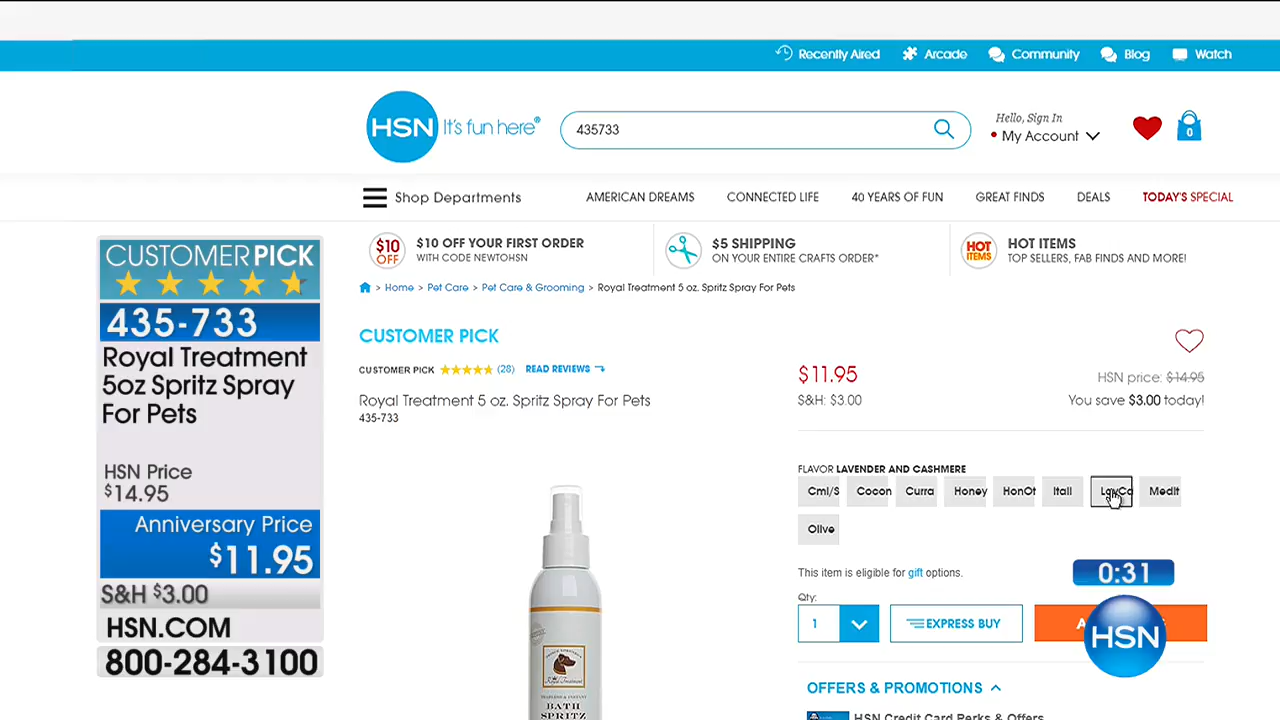 Recently Aired
Arcade
Community
Blog
Watch
HSN It's fun here®
435733
Hello, Sign In
My Account
0
Shop Departments
AMERICAN DREAMS
CONNECTED LIFE
40 YEARS OF FUN
GREAT FINDS
DEALS
TODAY'S SPECIAL
$10 OFF
$10 OFF YOUR FIRST ORDER
WITH CODE NEWTOHSN
$5 SHIPPING
ON YOUR ENTIRE CRAFTS ORDER*
HOT ITEMS
HOT ITEMS
TOP SELLERS, FAB FINDS AND MORE!
> Home > Pet Care > Pet Care & Grooming > Royal Treatment 5 oz. Spritz Spray For Pets
CUSTOMER PICK
435-733
Royal Treatment
5oz Spritz Spray
For Pets
HSN Price
$14.95
Anniversary Price
$11.95
S&H $3.00
HSN.COM
800-284-3100
CUSTOMER PICK
CUSTOMER PICK (28) READ REVIEWS
Royal Treatment 5 oz. Spritz Spray For Pets
435-733
$11.95
HSN price: $14.95
S&H: $3.00
You save $3.00 today!
FLAVOR LAVENDER AND CASHMERE
Cml/S
Cocon
Curra
Honey
HonOt
Itali
LavCa
Medit
Olive
This item is eligible for gift options.
0:31
Qty:
1
EXPRESS BUY
A
HSN
Royal Treatment
BATH
SPRITZ
OFFERS & PROMOTIONS
HSN Credit Card Perks & Offers